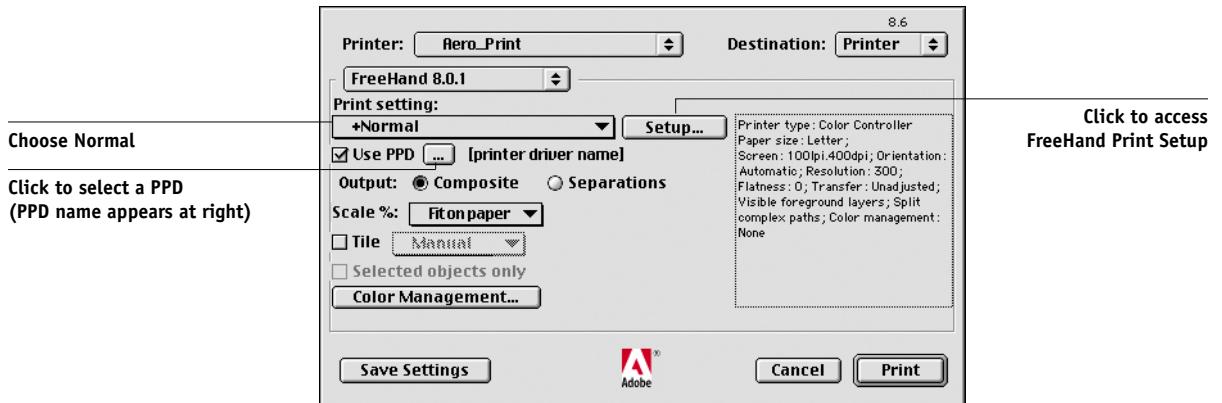 8.6
Printer: Aero_Print Destination: Printer
FreeHand 8.0.1
Print setting:
+Normal Setup...
Use PPD ... [printer driver name]
Output: Composite Separations
Scale %: Fit on paper
Tile Manual
Selected objects only
Color Management...
Printer type: Color Controller
Paper size: Letter;
Screen: 100lpi.400dpi; Orientation:
Automatic; Resolution: 300;
Flatness: 0; Transfer: Unadjusted;
Visible foreground layers; Split
complex paths; Color management:
None
Save Settings Adobe ® Cancel Print
Choose Normal
Click to select a PPD
(PPD name appears at right)
Click to access
FreeHand Print Setup